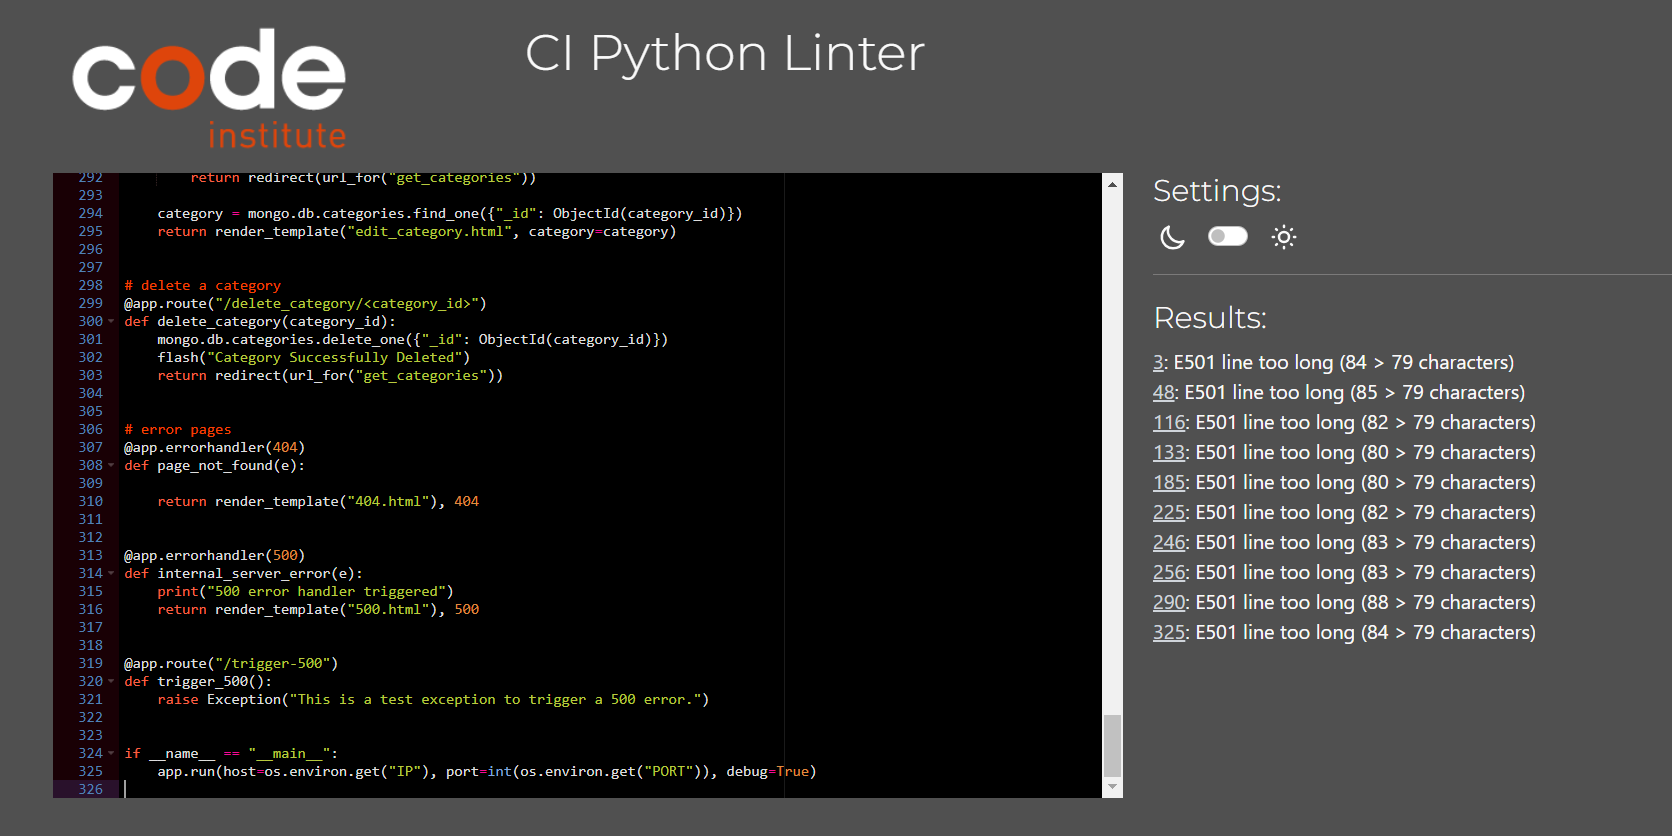 code
institute
CI Python Linter
292 return redirect(url_for("get_categories"))
293
294 category = mongo.db.categories.find_one({"_id": ObjectId(category_id)})
295 return render_template("edit_category.html", category=category)
296
297
298 # delete a category
299 @app.route("/delete_category/<category_id>")
300 def delete_category(category_id):
301 mongo.db.categories.delete_one({"_id": ObjectId(category_id)})
302 flash("Category Successfully Deleted")
303 return redirect(url_for("get_categories"))
304
305
306 # error pages
307 @app.errorhandler(404)
308 def page_not_found(e):
309
310 return render_template("404.html"), 404
311
312
313 @app.errorhandler(500)
314 def internal_server_error(e):
315 print("500 error handler triggered")
316 return render_template("500.html"), 500
317
318
319 @app.route("/trigger-500")
320 def trigger_500():
321 raise Exception("This is a test exception to trigger a 500 error.")
322
323
324 if __name__ == "__main__":
325 app.run(host=os.environ.get("IP"), port=int(os.environ.get("PORT")), debug=True)
326
Settings:
Results:
3: E501 line too long (84 > 79 characters)
48: E501 line too long (85 > 79 characters)
116: E501 line too long (82 > 79 characters)
133: E501 line too long (80 > 79 characters)
185: E501 line too long (80 > 79 characters)
225: E501 line too long (82 > 79 characters)
246: E501 line too long (83 > 79 characters)
256: E501 line too long (83 > 79 characters)
290: E501 line too long (88 > 79 characters)
325: E501 line too long (84 > 79 characters)